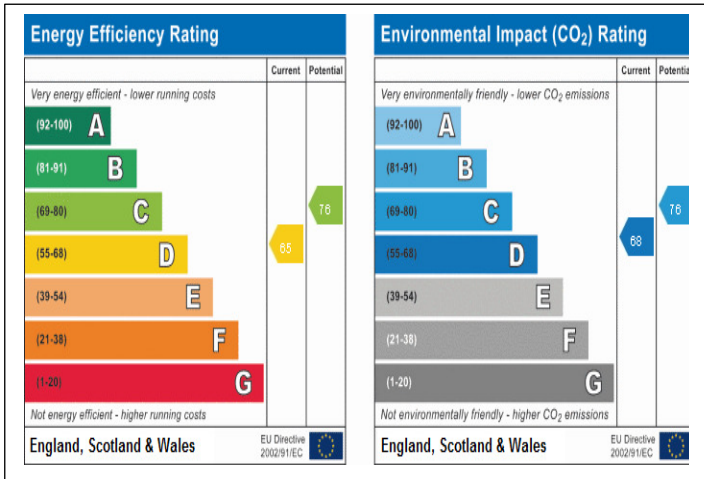 Energy Efficiency Rating
Current Potential
Very energy efficient - lower running costs
(92-100) A
(81-91) B
(69-80) C
76
(55-68) D
65
(39-54) E
(21-38) F
(1-20) G
Not energy efficient - higher running costs
England, Scotland & Wales
EU Directive
2002/91/EC
Environmental Impact (CO2) Rating
Current Potentia
Very environmentally friendly - lower CO2 emissions
(92-100) A
(81-91) B
(69-80) C
76
(55-68) D
68
(39-54) E
(21-38) F
(1-20) G
Not environmentally friendly - higher CO2 emissions
England, Scotland & Wales
EU Directive
2002/91/EC